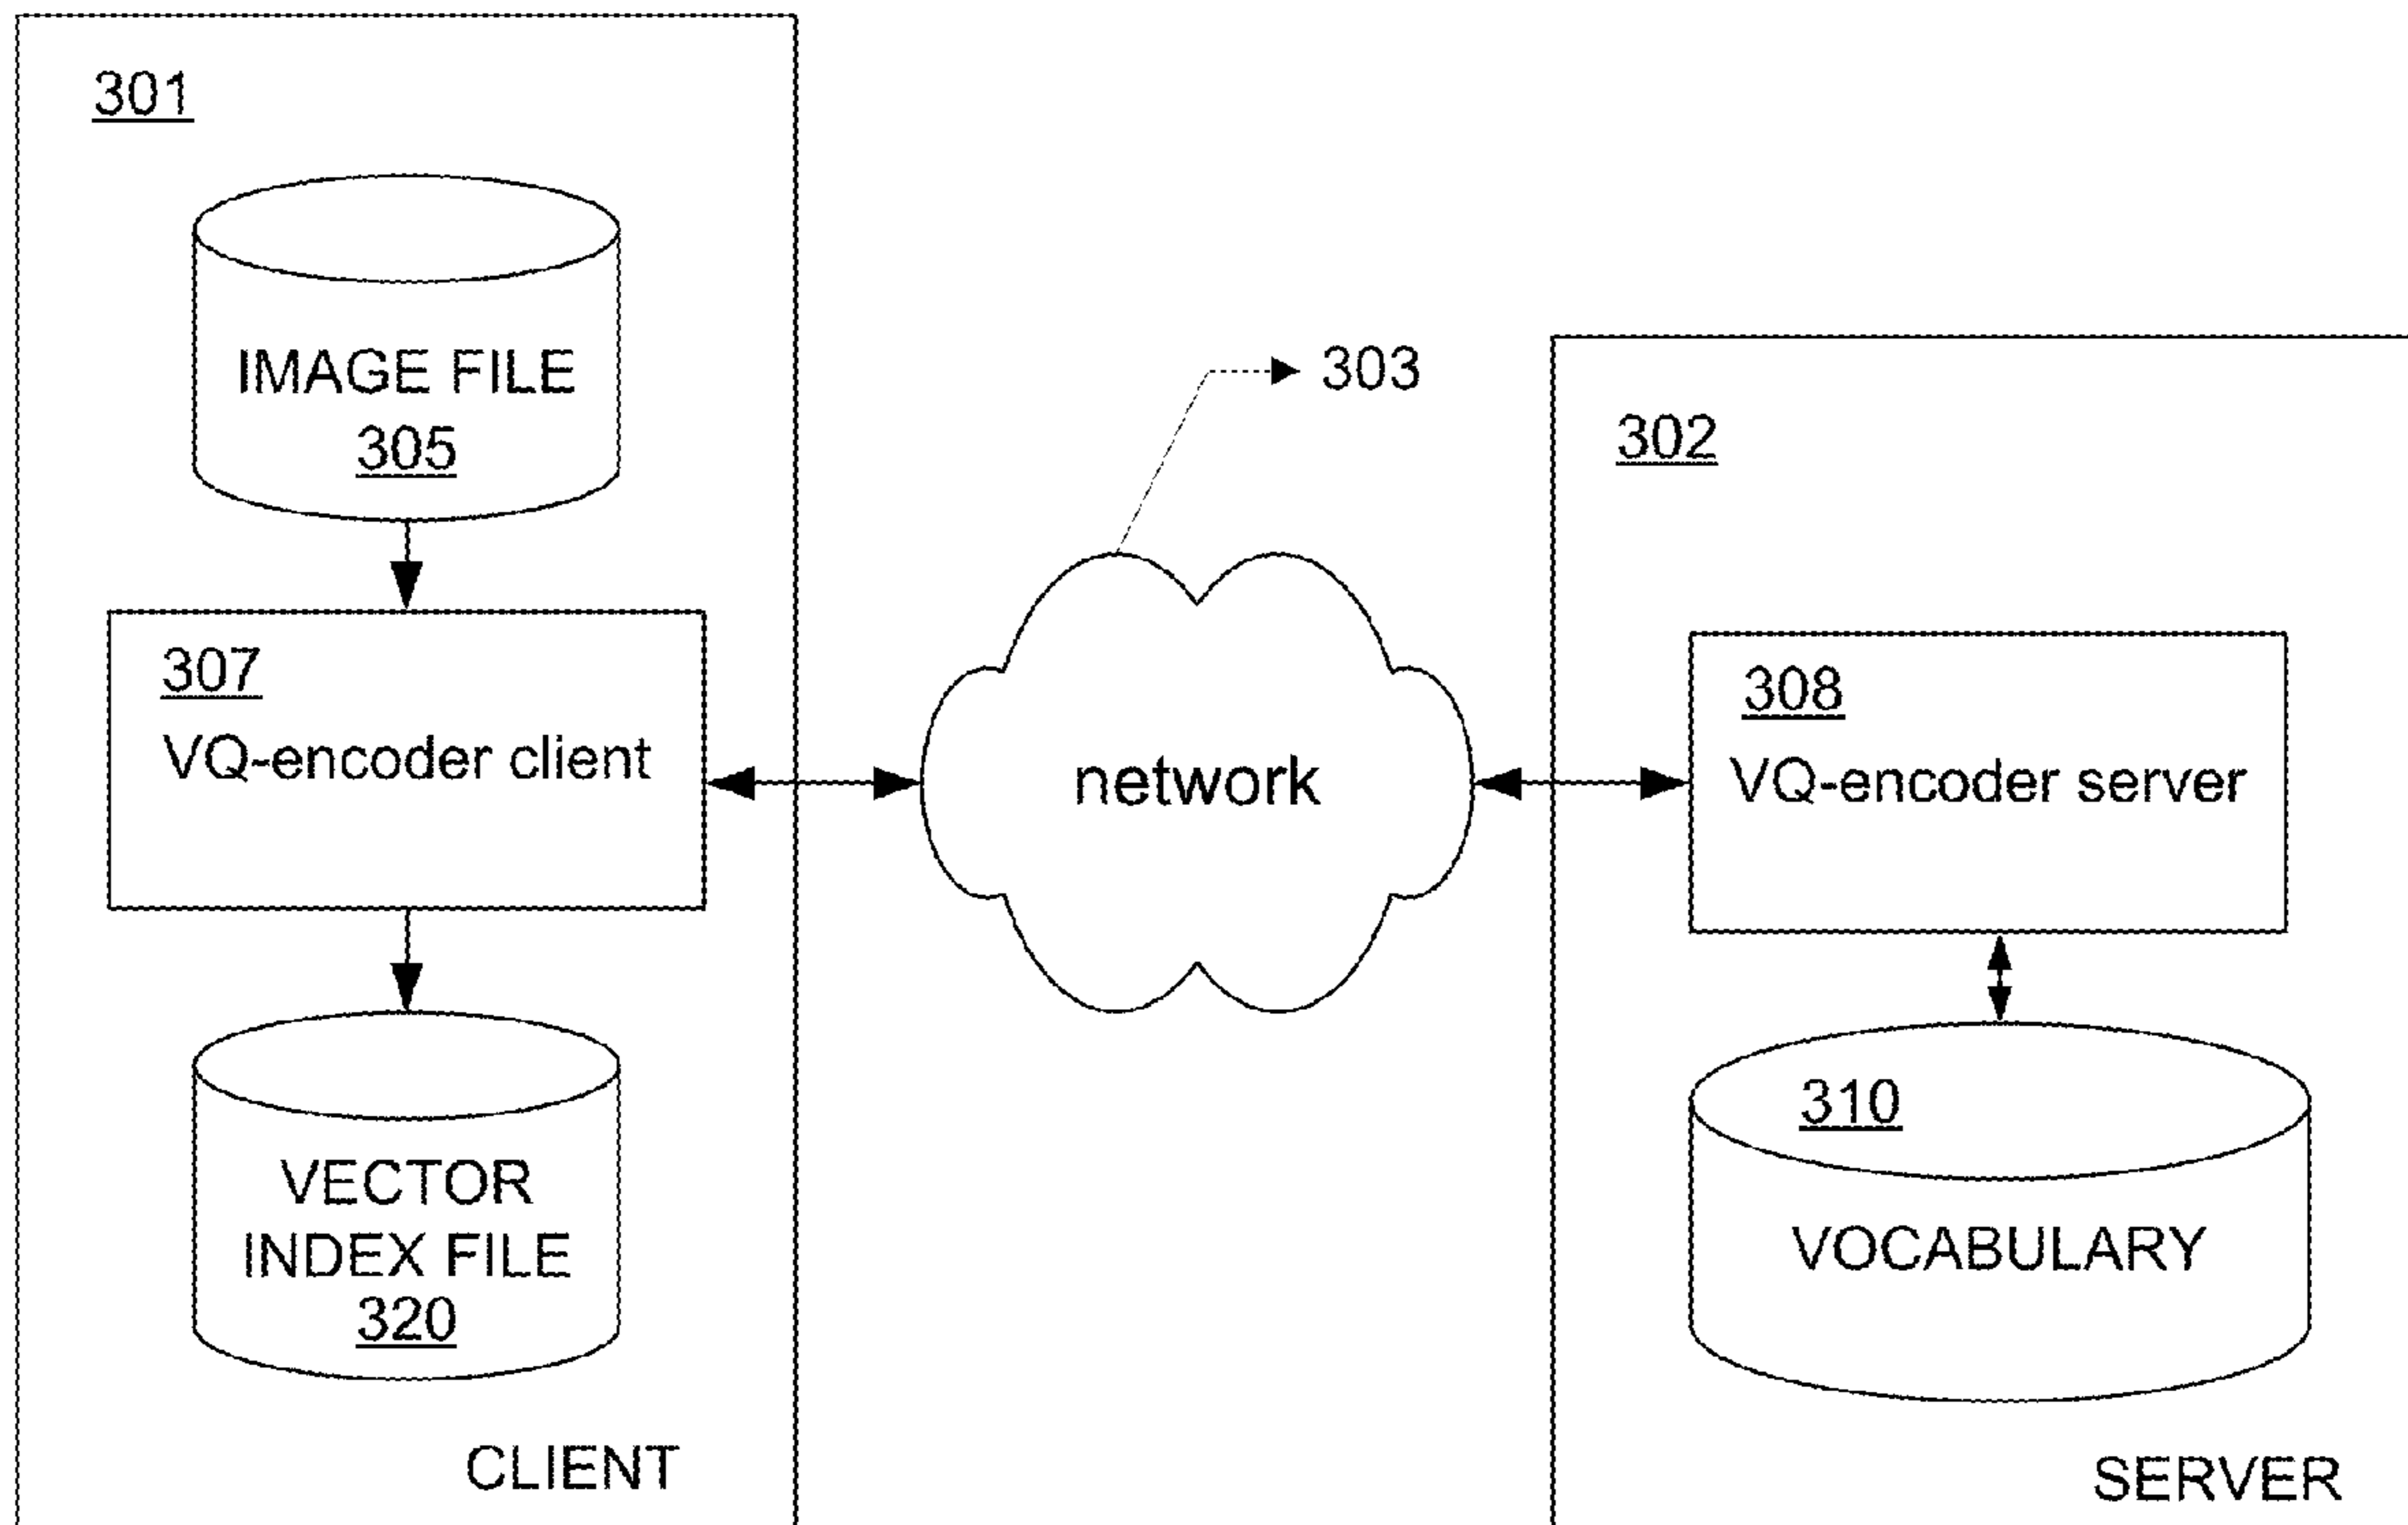 301
IMAGE FILE
305
307
VQ-encoder client
VECTOR
INDEX FILE
320
CLIENT
303
network
302
308
VQ-encoder server
310
VOCABULARY
SERVER